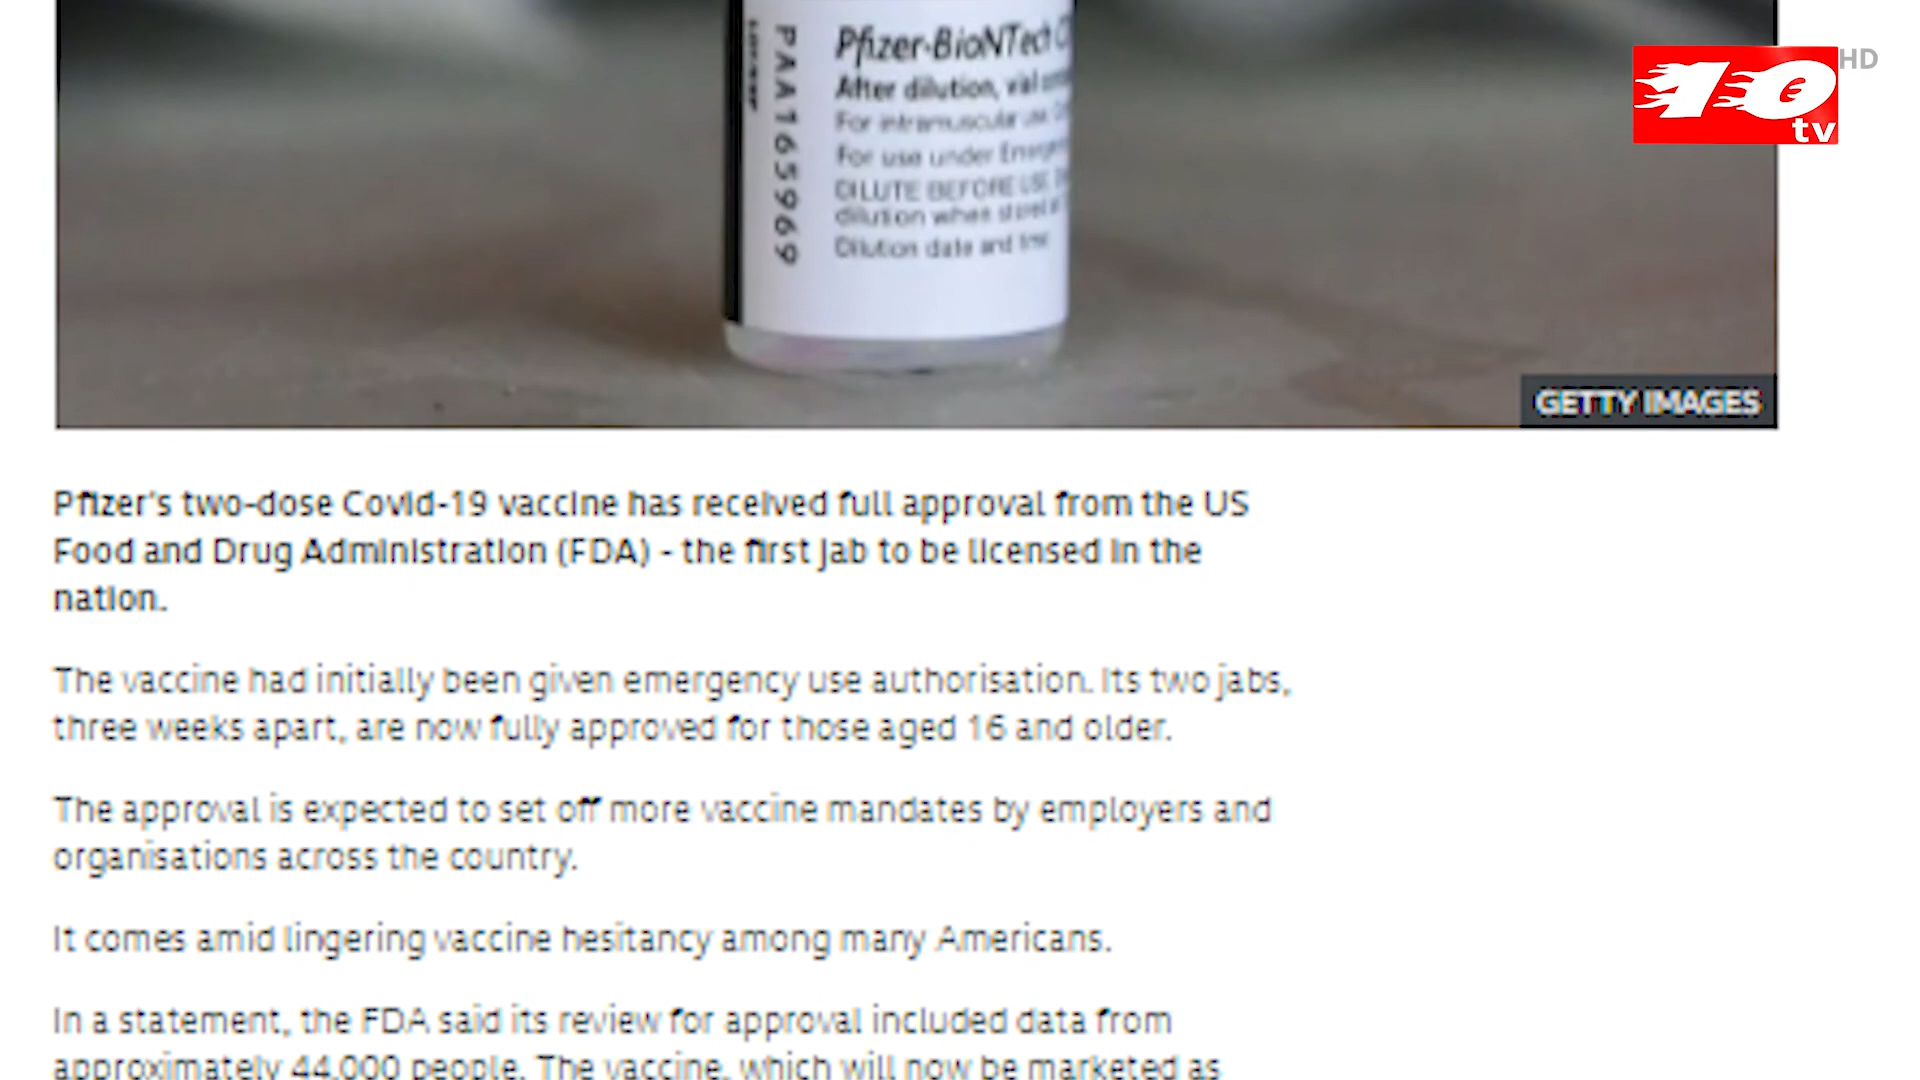 Pfizer-BioNTech
After dilution, vial
For intramuscular use
For use under
DILUTE BEFORE USE
dilution when stored at
Dilution date and time
PAA165969
10
tv
HD
GETTY IMAGES
Pfizer's two-dose Covid-19 vaccine has received full approval from the US
Food and Drug Administration (FDA) - the first jab to be licensed in the
nation.
The vaccine had initially been given emergency use authorisation. Its two jabs,
three weeks apart, are now fully approved for those aged 16 and older.
The approval is expected to set off more vaccine mandates by employers and
organisations across the country.
It comes amid lingering vaccine hesitancy among many Americans.
In a statement, the FDA said its review for approval included data from
approximately 44,000 people. The vaccine, which will now be marketed as